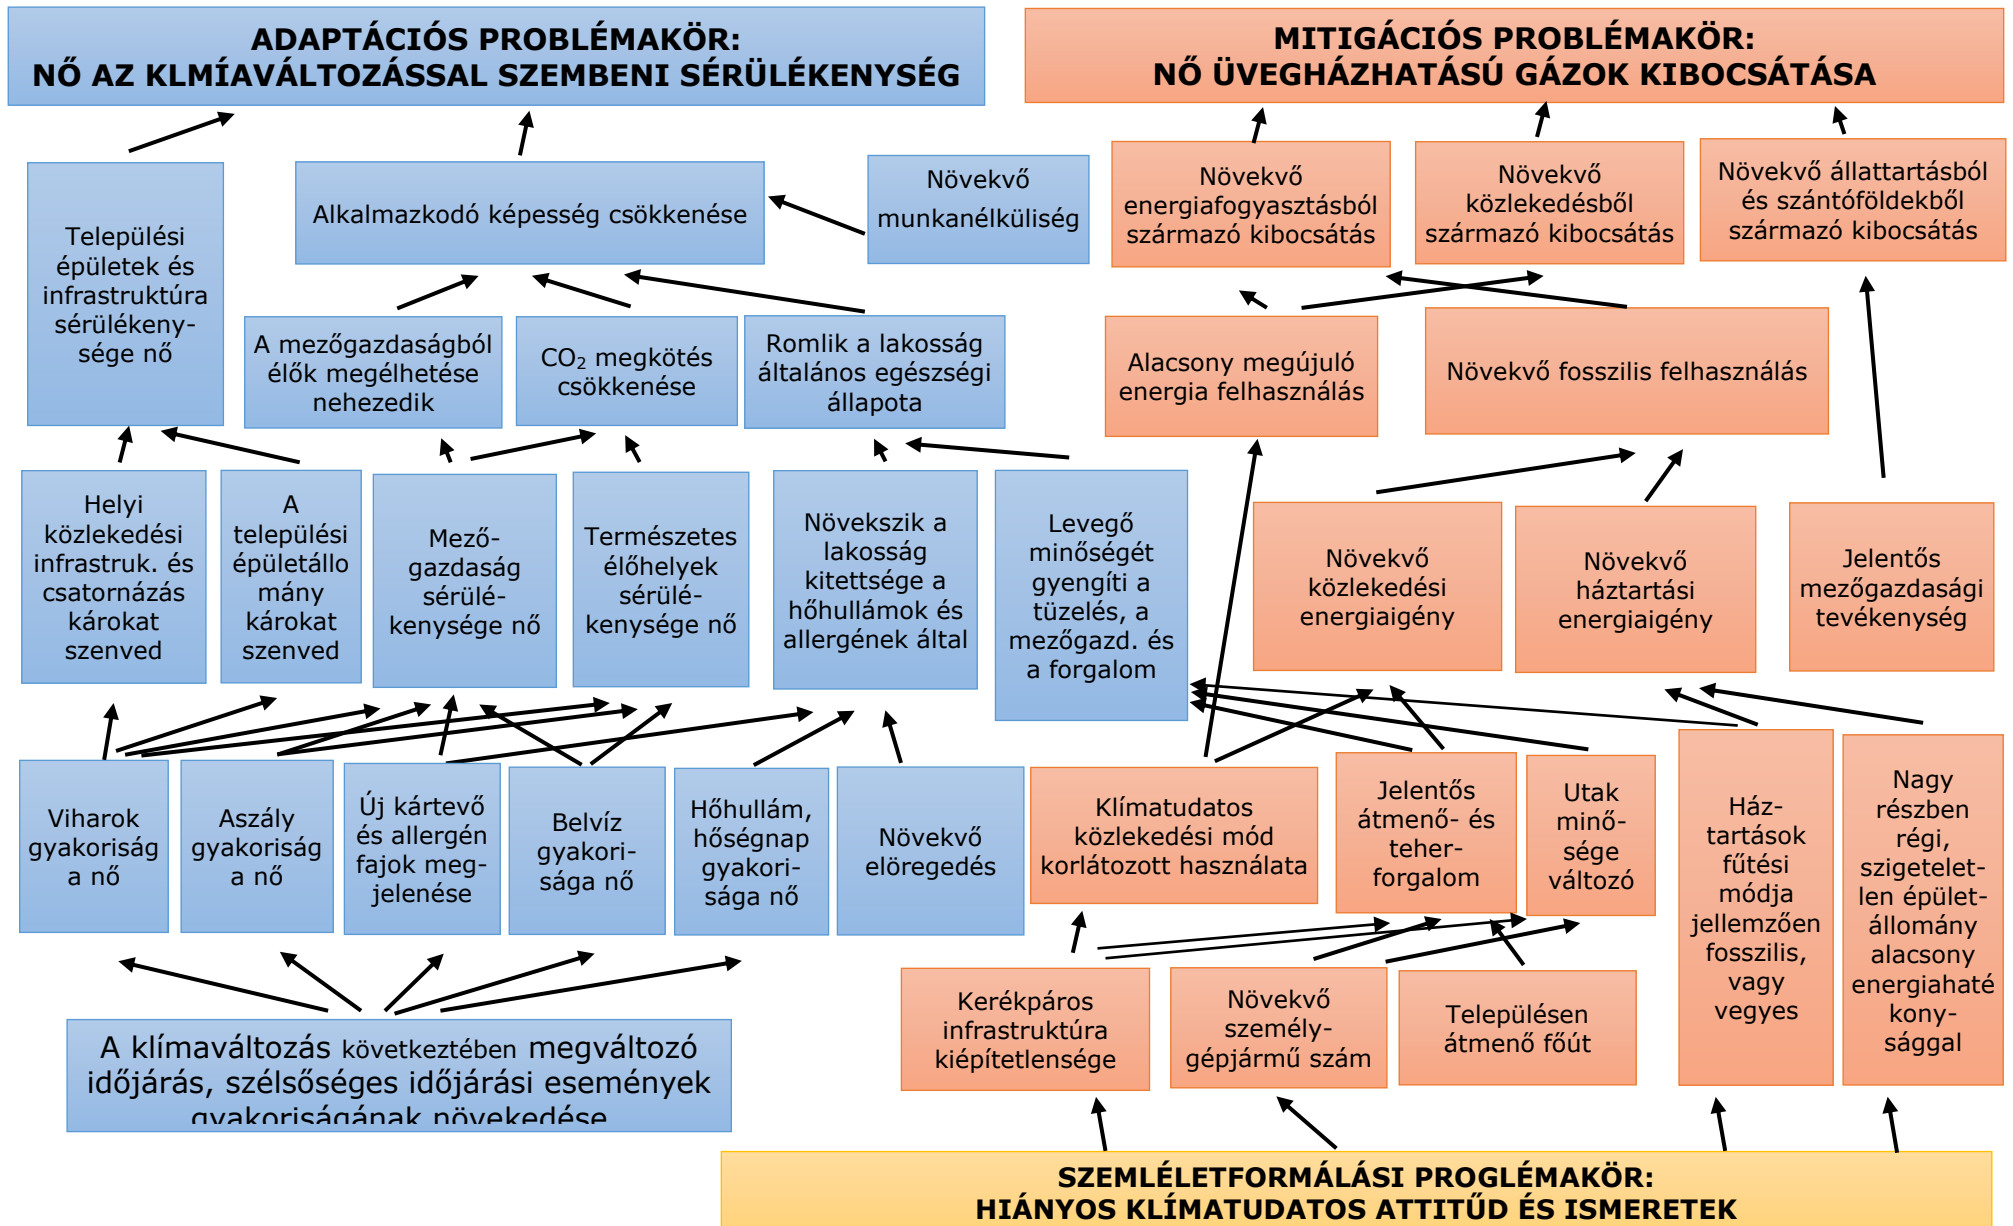 ADAPTÁCIÓS PROBLÉMAKÖR:
NŐ AZ KLMÍAVÁLTOZÁSSAL SZEMBENI SÉRÜLÉKENYSÉG
MITIGÁCIÓS PROBLÉMAKÖR:
NŐ ÜVEGHÁZHATÁSÚ GÁZOK KIBOCSÁTÁSA
Települési
épületek és
infrastruktúra
sérülékeny-
sége nő
Alkalmazkodó képesség csökkenése
Növekvő
munkanélküliség
Növekvő
energiafogyasztásból
származó kibocsátás
Növekvő
közlekedésből
származó kibocsátás
Növekvő állattartásból
és szántóföldekből
származó kibocsátás
A mezőgazdaságból
élők megélhetése
nehezedik
CO₂ megkötés
csökkenése
Romlik a lakosság
általános egészségi
állapota
Alacsony megújuló
energia felhasználás
Növekvő fosszilis felhasználás
Helyi
közlekedési
infrastruk. és
csatornázás
károkat
szenved
A
települési
épületállo
mány
károkat
szenved
Mező-
gazdaság
sérülé-
kenysége nő
Természetes
élőhelyek
sérülé-
kenysége nő
Növekszik a
lakosság
kitettsége a
hőhullámok és
allergének által
Levegő
minőségét
gyengíti a
tüzelés, a
mezőgazd. és
a forgalom
Növekvő
közlekedési
energiaigény
Növekvő
háztartási
energiaigény
Jelentős
mezőgazdasági
tevékenység
Viharok
gyakoriság
a nő
Aszály
gyakoriság
a nő
Új kártevő
és allergén
fajok meg-
jelenése
Belvíz
gyakori-
sága nő
Hőhullám,
hőségnap
gyakori-
sága nő
Növekvő
elöregedés
Klímatudatos
közlekedési mód
korlátozott használata
Jelentős
átmenő- és
teher-
forgalom
Utak
minő-
sége
változó
Ház-
tartások
fűtési
módja
jellemzően
fosszilis,
vagy
vegyes
Nagy
részben
régi,
szigetelet-
len épület-
állomány
alacsony
energiahaté
kony-
sággal
Kerékpáros
infrastruktúra
kiépítetlensége
Növekvő
személy-
gépjármű szám
Településen
átmenő főút
A klímaváltozás következtében megváltozó
időjárás, szélsőséges időjárási események
gyakoriságának növekedése
SZEMLÉLETFORMÁLÁSI PROGLÉMAKÖR:
HIÁNYOS KLÍMATUDATOS ATTITŰD ÉS ISMERETEK